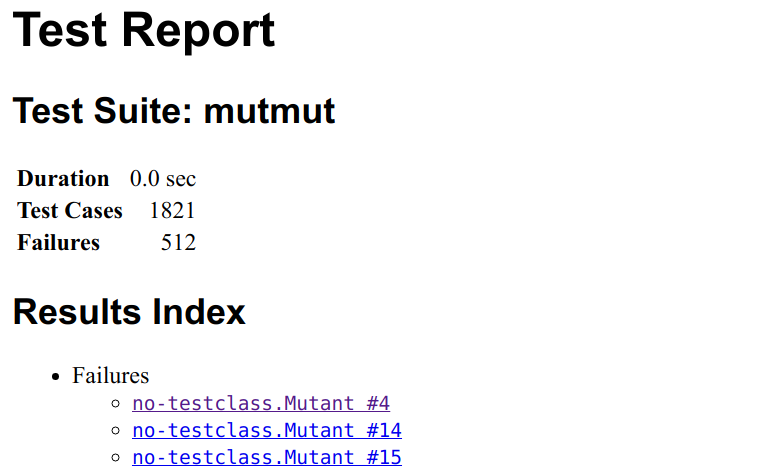 Test Report
Test Suite: mutmut
Duration 0.0 sec
Test Cases 1821
Failures 512
Results Index
Failures
no-testclass.Mutant #4
no-testclass.Mutant #14
no-testclass.Mutant #15